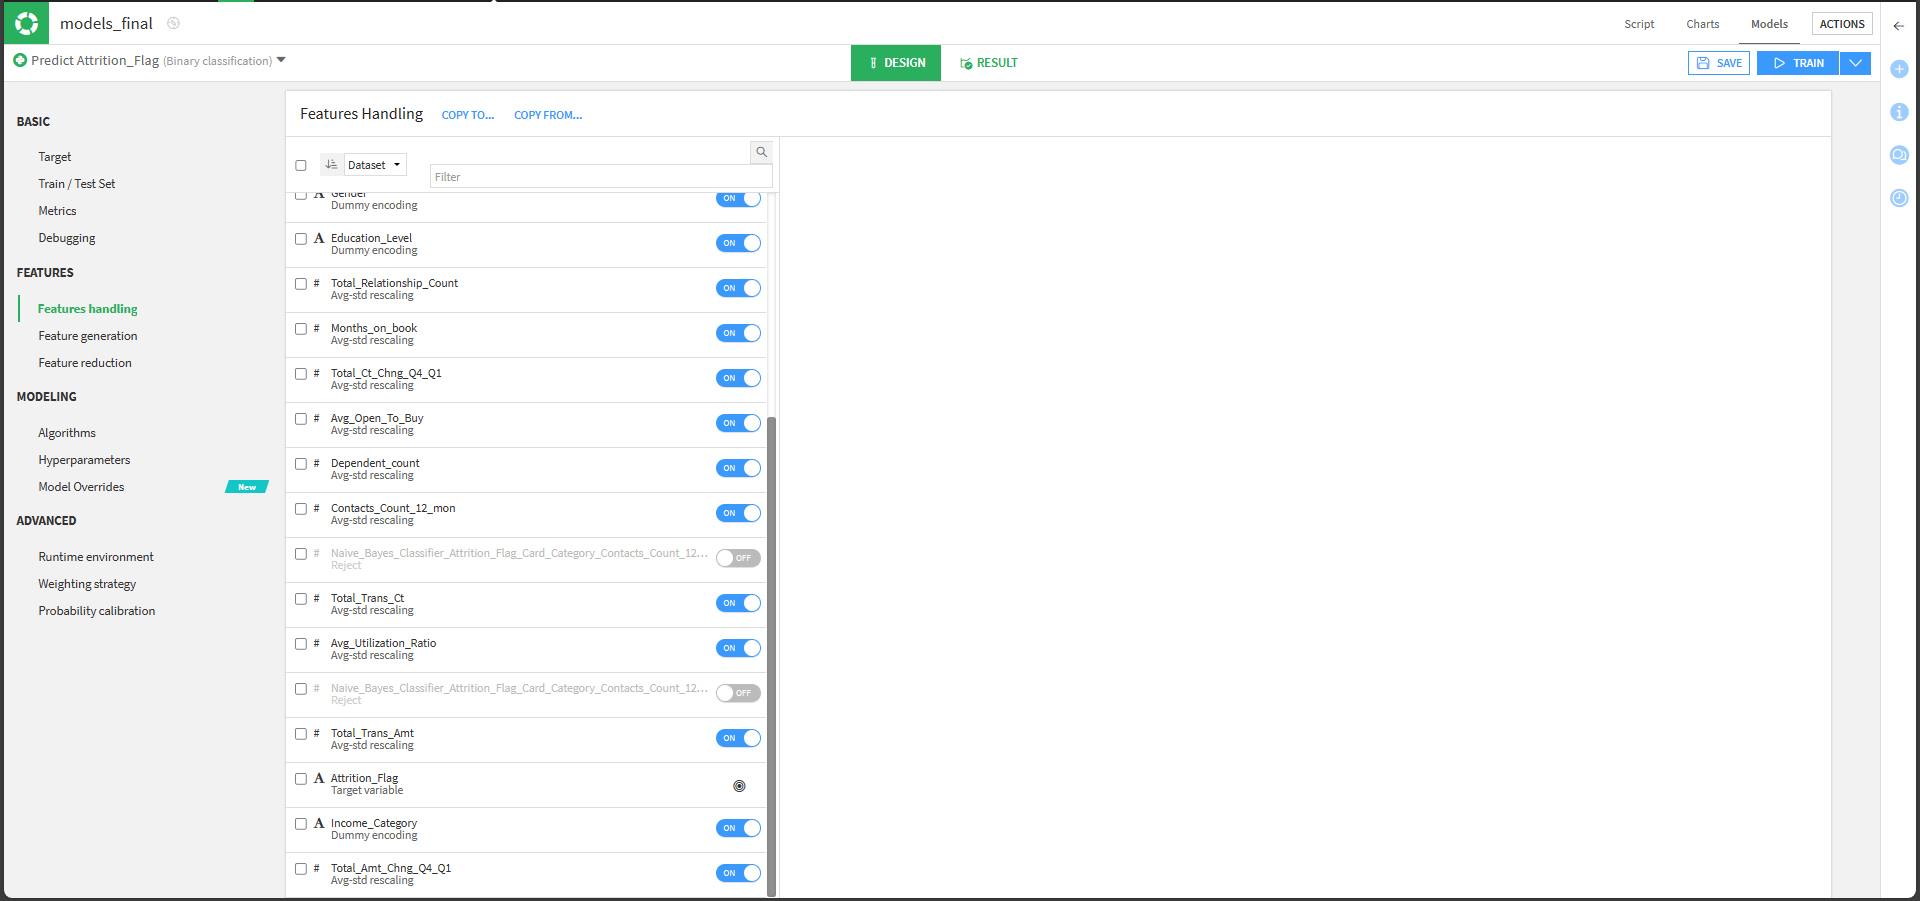 models_final
Script
Charts
Models
ACTIONS
Predict Attrition_Flag (Binary classification)
DESIGN
RESULT
SAVE
TRAIN
BASIC
Target
Train / Test Set
Metrics
Debugging
FEATURES
Features handling
Feature generation
Feature reduction
MODELING
Algorithms
Hyperparameters
Model Overrides
New
ADVANCED
Runtime environment
Weighting strategy
Probability calibration
Features Handling
COPY TO...
COPY FROM...
Dataset
Filter
A Gender
Dummy encoding
ON
A Education_Level
Dummy encoding
ON
# Total_Relationship_Count
Avg-std rescaling
ON
# Months_on_book
Avg-std rescaling
ON
# Total_Ct_Chng_Q4_Q1
Avg-std rescaling
ON
# Avg_Open_To_Buy
Avg-std rescaling
ON
# Dependent_count
Avg-std rescaling
ON
# Contacts_Count_12_mon
Avg-std rescaling
ON
# Naive_Bayes_Classifier_Attrition_Flag_Card_Category_Contacts_Count_12...
Reject
OFF
# Total_Trans_Ct
Avg-std rescaling
ON
# Avg_Utilization_Ratio
Avg-std rescaling
ON
# Naive_Bayes_Classifier_Attrition_Flag_Card_Category_Contacts_Count_12...
Reject
OFF
# Total_Trans_Amt
Avg-std rescaling
ON
A Attrition_Flag
Target variable
A Income_Category
Dummy encoding
ON
# Total_Amt_Chng_Q4_Q1
Avg-std rescaling
ON